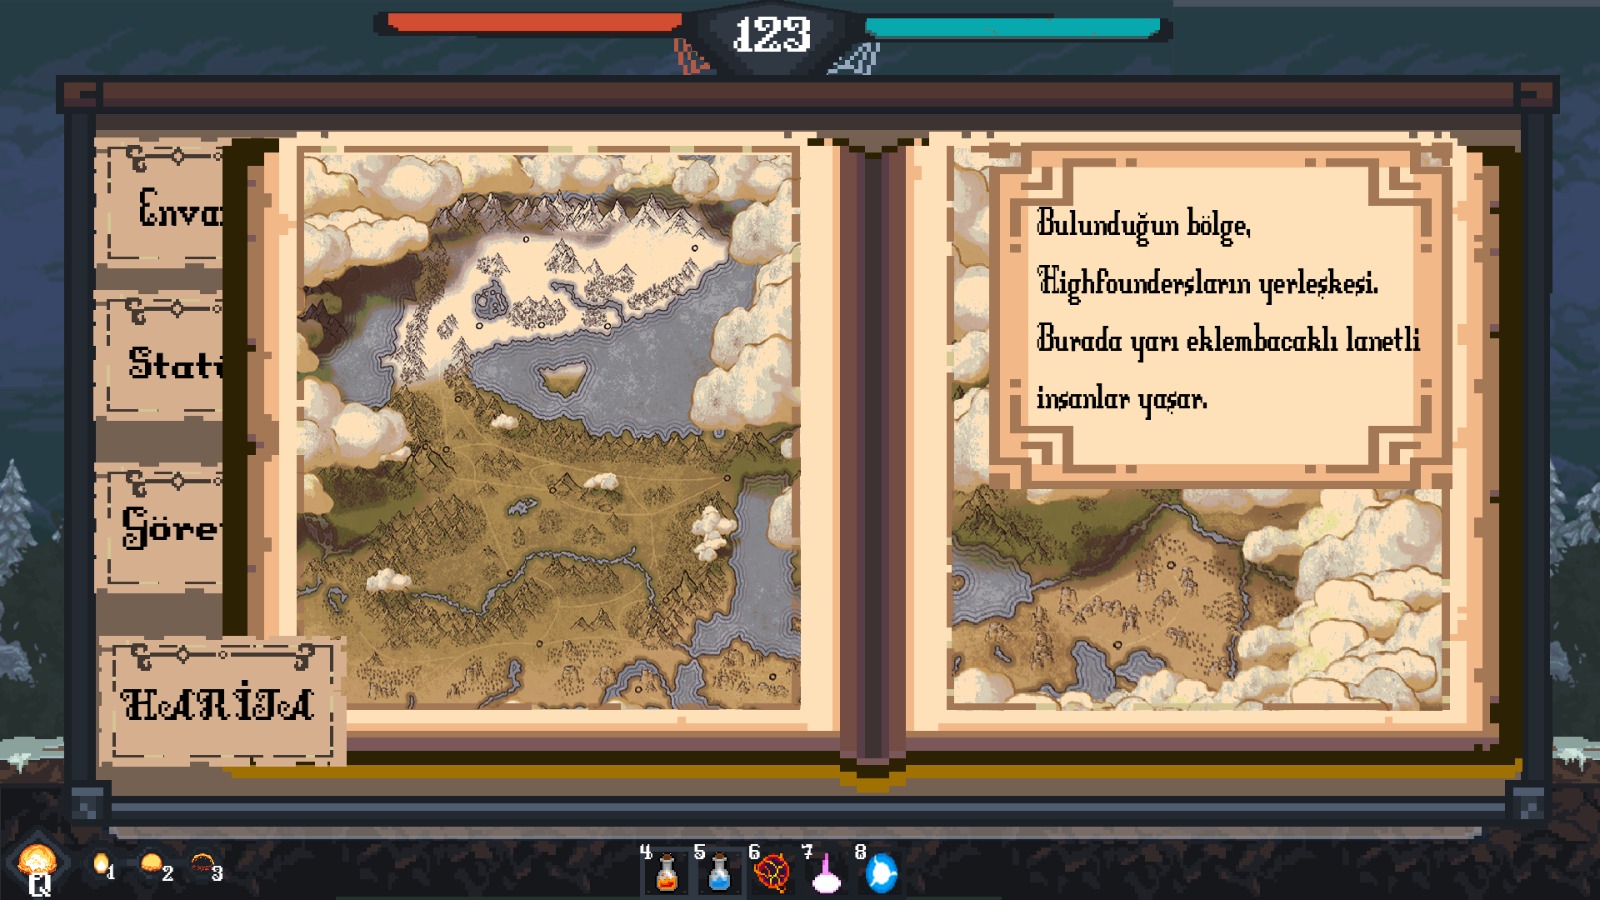 123
Bulunduğun bölge,
Highfoundersların yerleşkesi.
Burada yarı eklembacaklı lanetli
insanlar yaşar.
Enva
Statü
Göre
HARİTA
Q
1
2
3
4
5
6
7
8